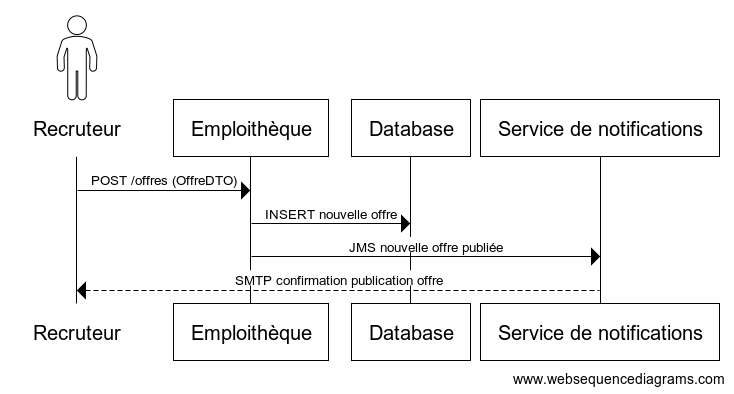 Recruteur
Emploithèque
Database
Service de notifications
POST /offres (OffreDTO)
INSERT nouvelle offre
JMS nouvelle offre publiée
SMTP confirmation publication offre
Recruteur
Emploithèque
Database
Service de notifications
www.websequencediagrams.com